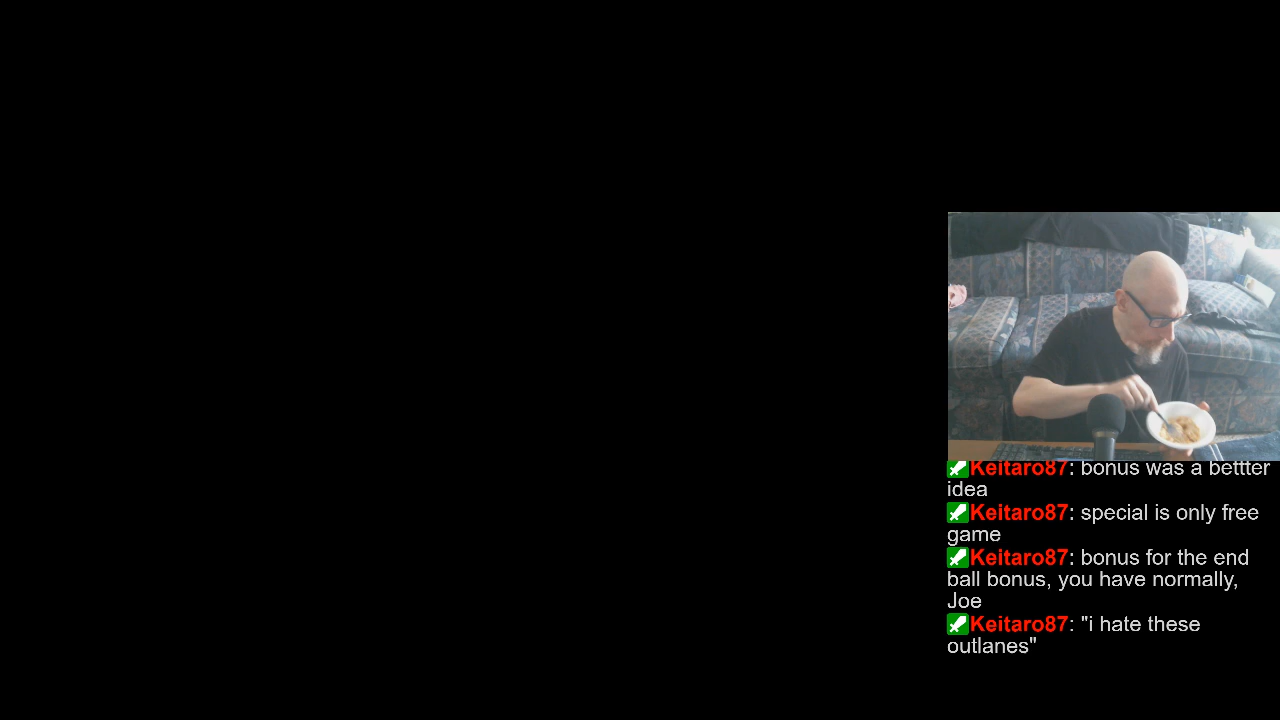 Keitaro87: bonus was a bettter
idea
Keitaro87: special is only free
game
Keitaro87: bonus for the end
ball bonus, you have normally,
Joe
Keitaro87: "i hate these
outlanes"